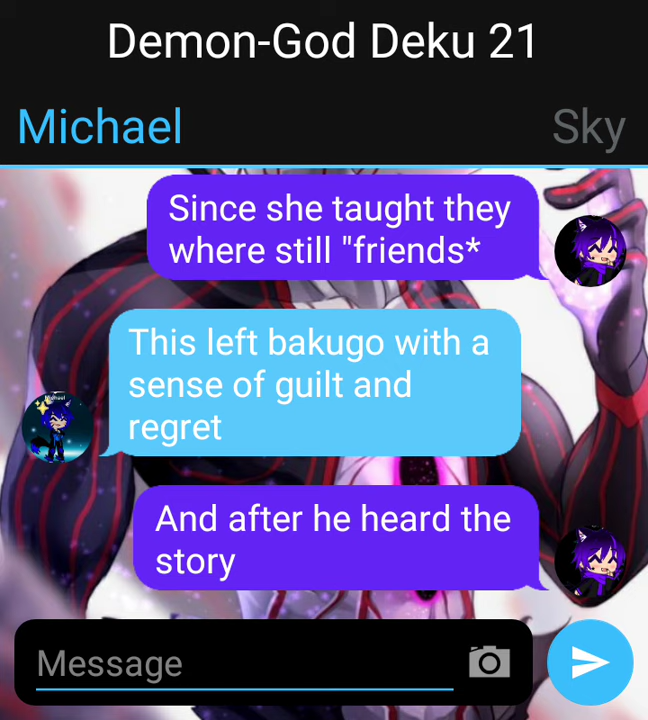 Demon-God Deku 21
Michael
Sky
Since she taught they
where still "friends*
This left bakugo with a
sense of guilt and
regret
Michael
And after he heard the
story
Message